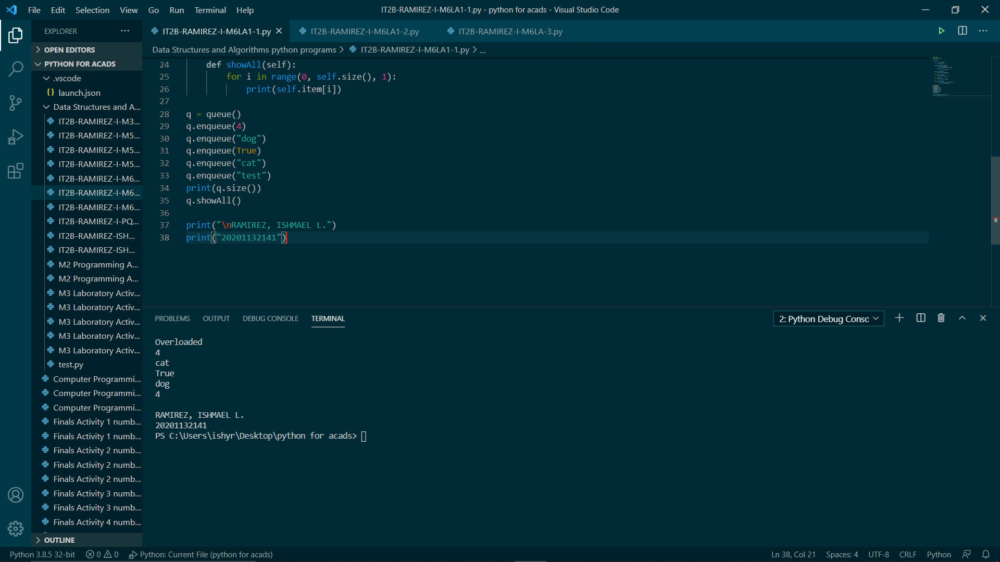 File Edit Selection View Go Run Terminal Help
IT2B-RAMIREZ-I-M6LA1-1.py - python for acads - Visual Studio Code
EXPLORER
IT2B-RAMIREZ-I-M6LA1-1.py
IT2B-RAMIREZ-I-M6LA1-2.py
IT2B-RAMIREZ-I-M6LA-3.py
OPEN EDITORS
PYTHON FOR ACADS
.vscode
launch.json
Data Structures and A...
IT2B-RAMIREZ-I-M3...
IT2B-RAMIREZ-I-M5...
IT2B-RAMIREZ-I-M5...
IT2B-RAMIREZ-I-M5...
IT2B-RAMIREZ-I-M6...
IT2B-RAMIREZ-I-M6...
IT2B-RAMIREZ-I-M6...
IT2B-RAMIREZ-I-PQ...
IT2B-RAMIREZ-ISH...
IT2B-RAMIREZ-ISH...
M2 Programming A...
M2 Programming A...
M3 Laboratory Activ...
M3 Laboratory Activ...
M3 Laboratory Activ...
M3 Laboratory Activ...
M3 Laboratory Activ...
test.py
Computer Programmi...
Computer Programmi...
Computer Programmi...
Finals Activity 1 numb...
Finals Activity 1 numb...
Finals Activity 2 numb...
Finals Activity 2 numb...
Finals Activity 2 numb...
Finals Activity 3 numb...
Finals Activity 3 numb...
Finals Activity 4 numb...
OUTLINE
Data Structures and Algorithms python programs > IT2B-RAMIREZ-I-M6LA1-1.py > ...
24 def showAll(self):
25 for i in range(0, self.size(), 1):
26 print(self.item[i])
27
28 q = queue()
29 q.enqueue(4)
30 q.enqueue("dog")
31 q.enqueue(True)
32 q.enqueue("cat")
33 q.enqueue("test")
34 print(q.size())
35 q.showAll()
36
37 print("\nRAMIREZ, ISHMAEL L.")
38 print("20201132141")
PROBLEMS OUTPUT DEBUG CONSOLE TERMINAL
2: Python Debug Consc
Overloaded
4
cat
True
dog
4
RAMIREZ, ISHMAEL L.
20201132141
PS C:\Users\ishyr\Desktop\python for acads>
Python 3.8.5 32-bit 0 0 Python: Current File (python for acads)
Ln 38, Col 21 Spaces: 4 UTF-8 CRLF Python